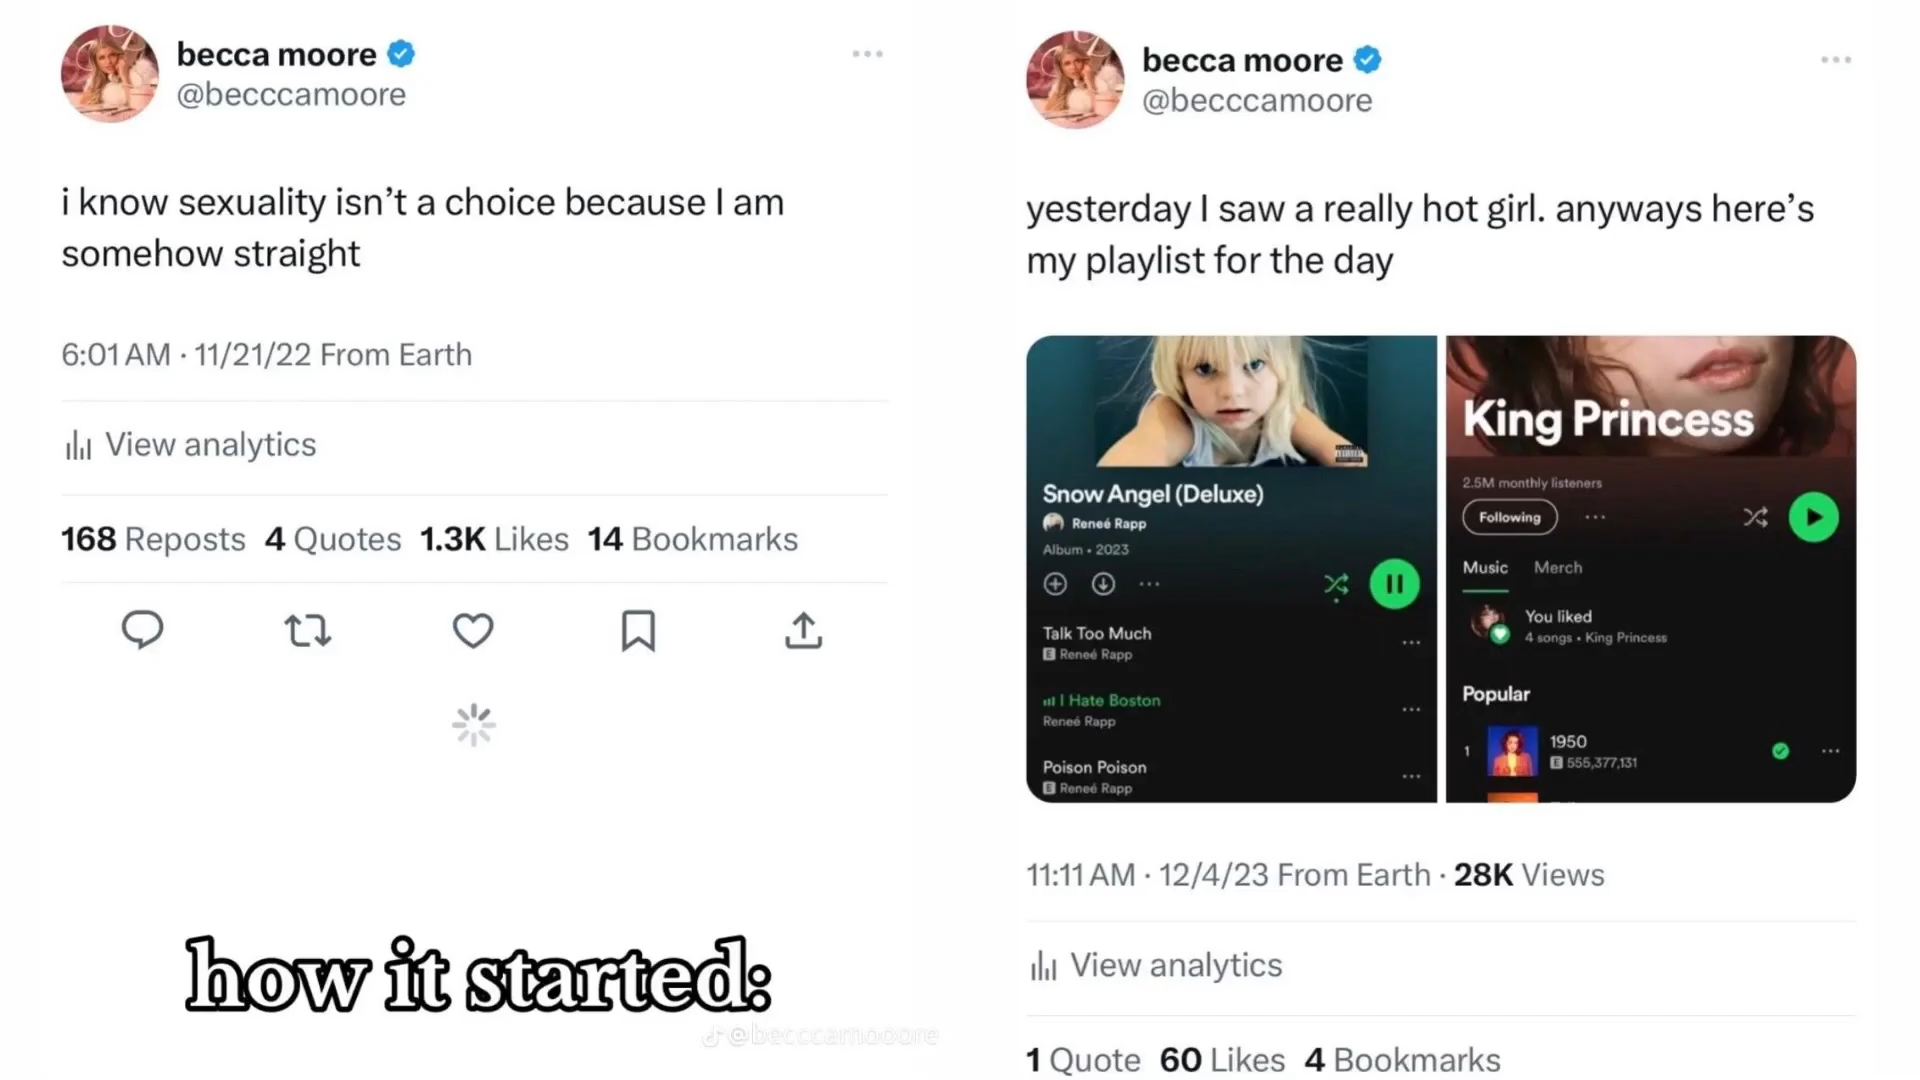 becca moore
@becccamoore
i know sexuality isn't a choice because I am
somehow straight
6:01 AM · 11/21/22 From Earth
View analytics
168 Reposts 4 Quotes 1.3K Likes 14 Bookmarks
how it started:
@becccamooore
becca moore
@becccamoore
yesterday I saw a really hot girl. anyways here's
my playlist for the day
Snow Angel (Deluxe)
Reneé Rapp
Album • 2023
Talk Too Much
E Reneé Rapp
I Hate Boston
Reneé Rapp
Poison Poison
E Reneé Rapp
King Princess
2.5M monthly listeners
Following
Music Merch
You liked
4 songs • King Princess
Popular
1 1950
E 555,377,131
11:11 AM · 12/4/23 From Earth · 28K Views
View analytics
1 Quote 60 Likes 4 Bookmarks